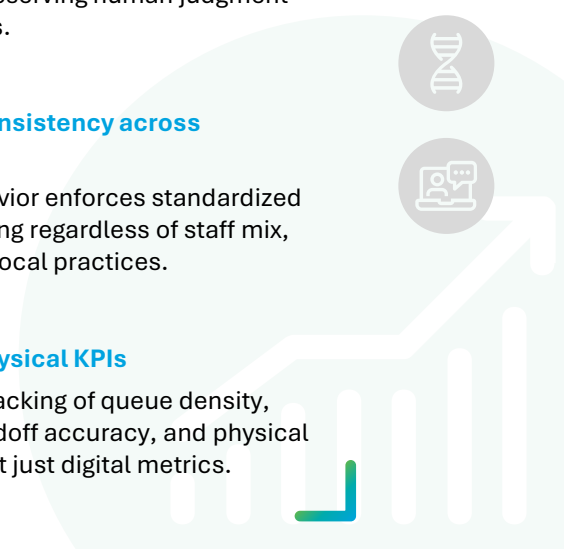 serving human judgment
s.
nsistency across
vior enforces standardized
ng regardless of staff mix,
ocal practices.
ysical KPIs
acking of queue density,
doff accuracy, and physical
t just digital metrics.